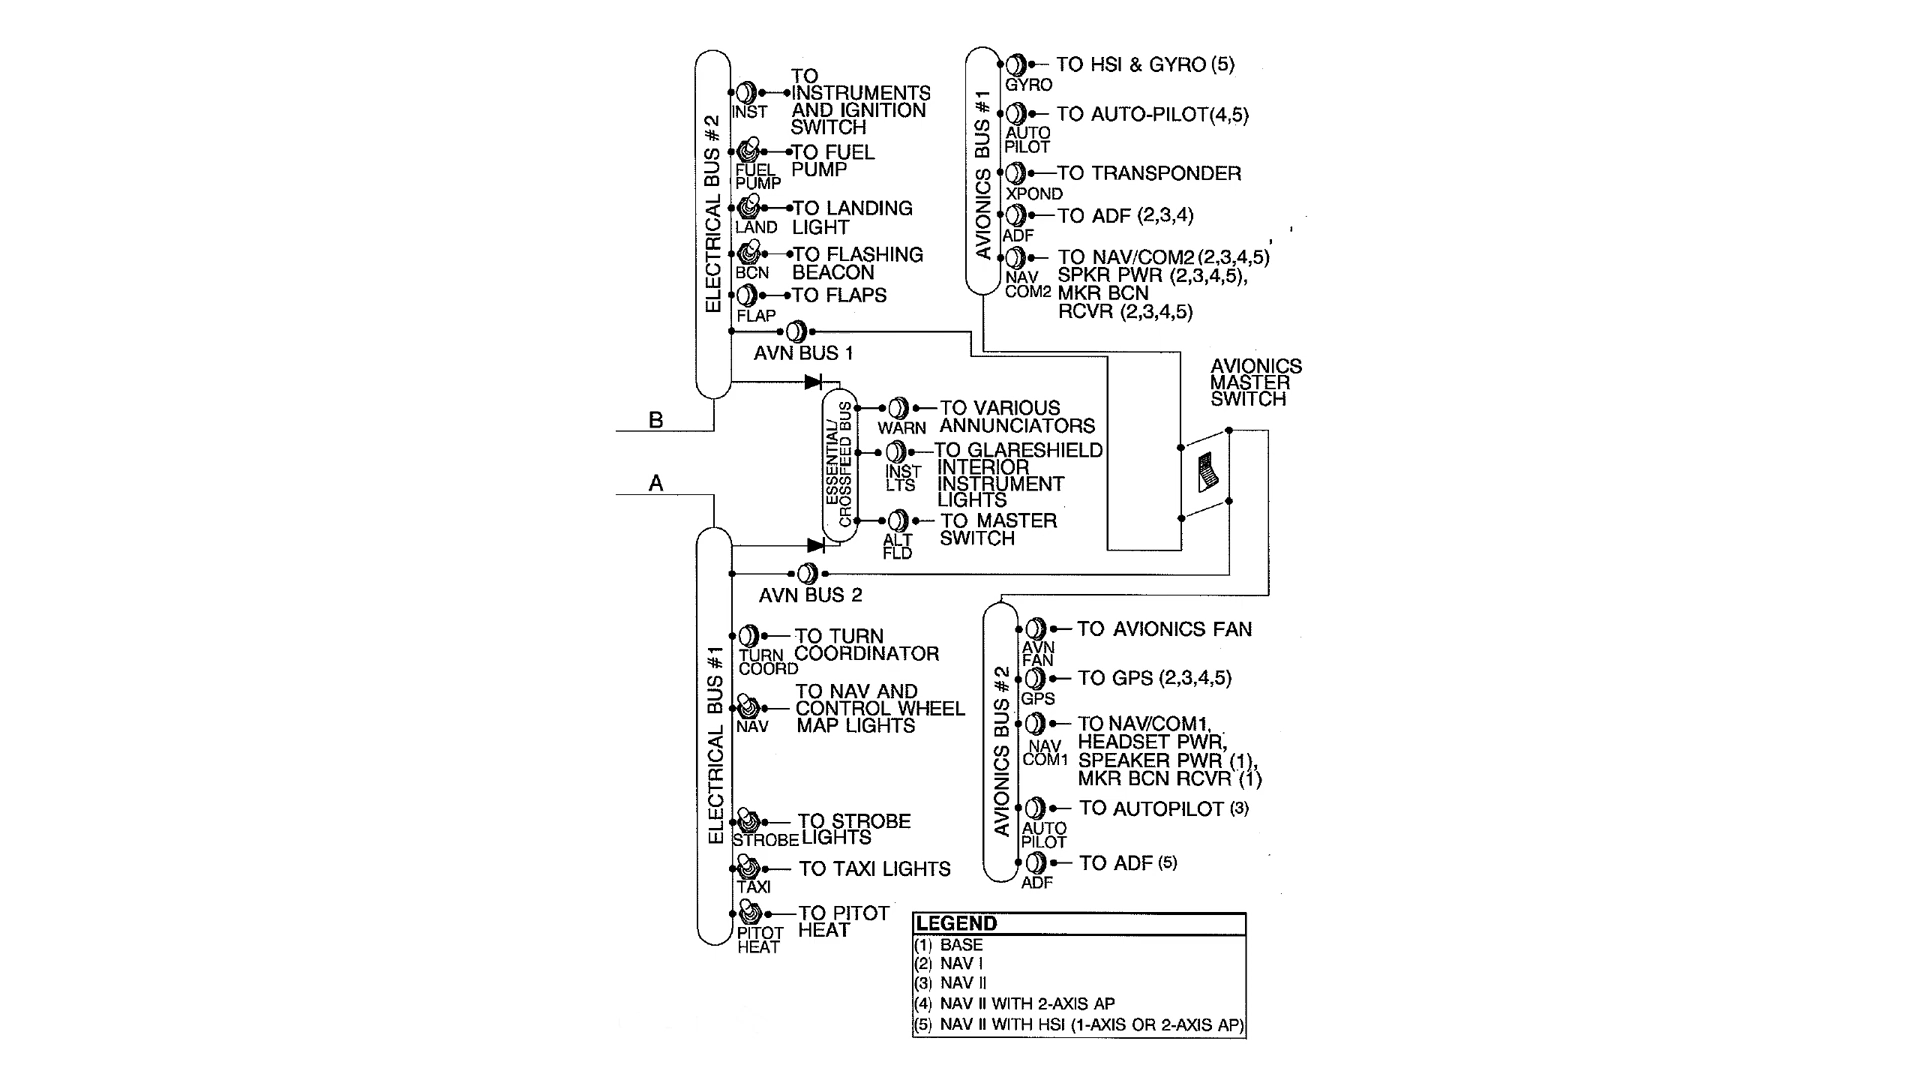 ELECTRICAL BUS #2
INST
TO
INSTRUMENTS
AND IGNITION
SWITCH
FUEL
PUMP
TO FUEL
PUMP
LAND
TO LANDING
LIGHT
BCN
TO FLASHING
BEACON
FLAP
TO FLAPS
AVN BUS 1
B
A
ESSENTIAL/
CROSSFEED BUS
WARN
TO VARIOUS
ANNUNCIATORS
INST
LTS
TO GLARESHIELD
INTERIOR
INSTRUMENT
LIGHTS
ALT
FLD
TO MASTER
SWITCH
ELECTRICAL BUS #1
AVN BUS 2
TURN
COORD
TO TURN
COORDINATOR
NAV
TO NAV AND
CONTROL WHEEL
MAP LIGHTS
STROBE
TO STROBE
LIGHTS
TAXI
TO TAXI LIGHTS
PITOT
HEAT
TO PITOT
HEAT
AVIONICS BUS #1
GYRO
TO HSI & GYRO (5)
AUTO
PILOT
TO AUTO-PILOT(4,5)
XPOND
TO TRANSPONDER
ADF
TO ADF (2,3,4)
NAV
COM2
TO NAV/COM2 (2,3,4,5)
SPKR PWR (2,3,4,5),
MKR BCN
RCVR (2,3,4,5)
AVIONICS
MASTER
SWITCH
AVIONICS BUS #2
AVN
FAN
TO AVIONICS FAN
GPS
TO GPS (2,3,4,5)
NAV
COM1
TO NAV/COM1,
HEADSET PWR,
SPEAKER PWR (1),
MKR BCN RCVR (1)
AUTO
PILOT
TO AUTOPILOT (3)
ADF
TO ADF (5)
LEGEND
(1) BASE
(2) NAV I
(3) NAV II
(4) NAV II WITH 2-AXIS AP
(5) NAV II WITH HSI (1-AXIS OR 2-AXIS AP)